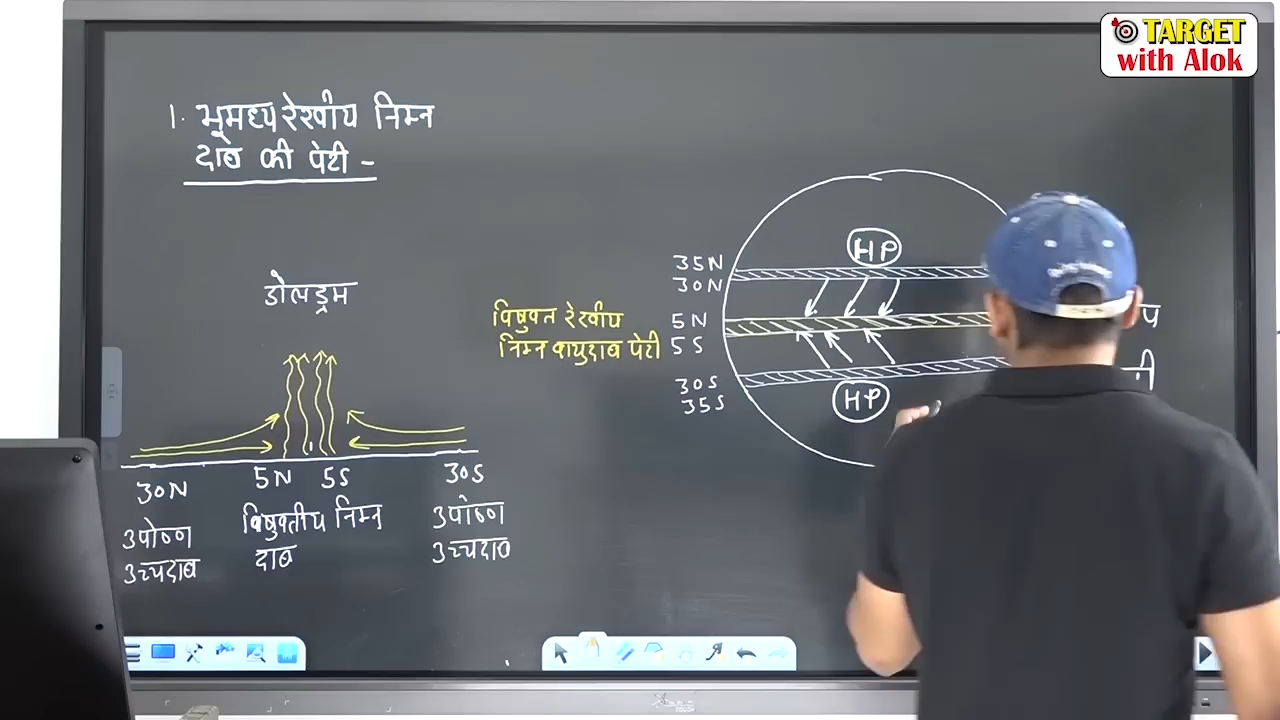 TARGET
with Alok
1. भूमध्य रेखीय निम्न
दाब की पेटी -
डोलड्रम
30N
5N
5S
30S
उपोष्ण
उच्चदाब
विषुवतीय निम्न
दाब
उपोष्ण
उच्चदाब
विषुवत रेखीय
निम्न वायुदाब पेटी
35N
30N
5N
5S
30S
35S
HP
HP